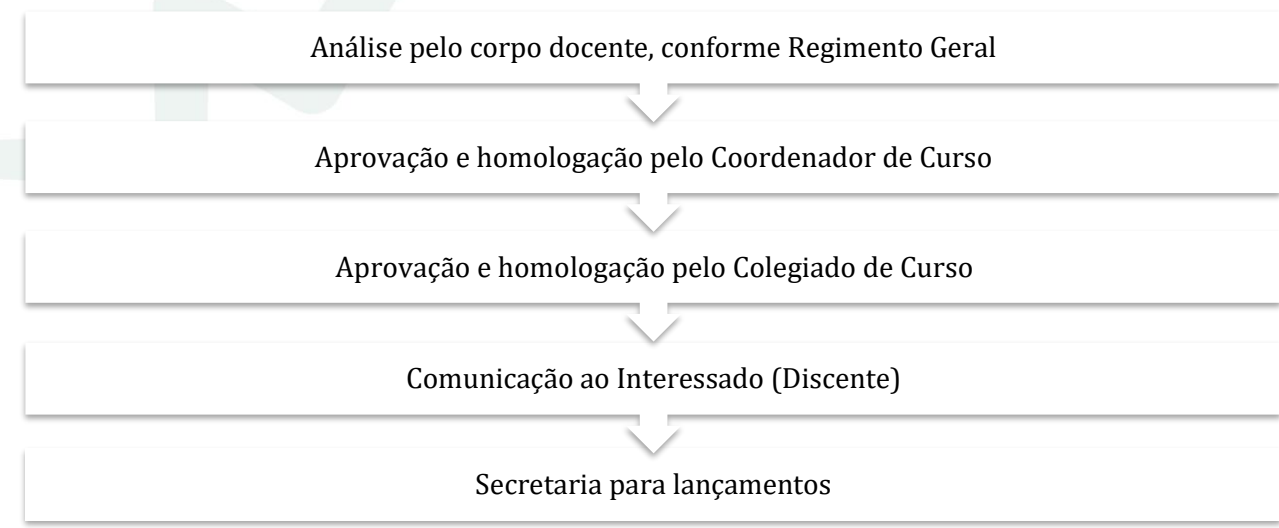 Análise pelo corpo docente, conforme Regimento Geral
Aprovação e homologação pelo Coordenador de Curso
Aprovação e homologação pelo Colegiado de Curso
Comunicação ao Interessado (Discente)
Secretaria para lançamentos